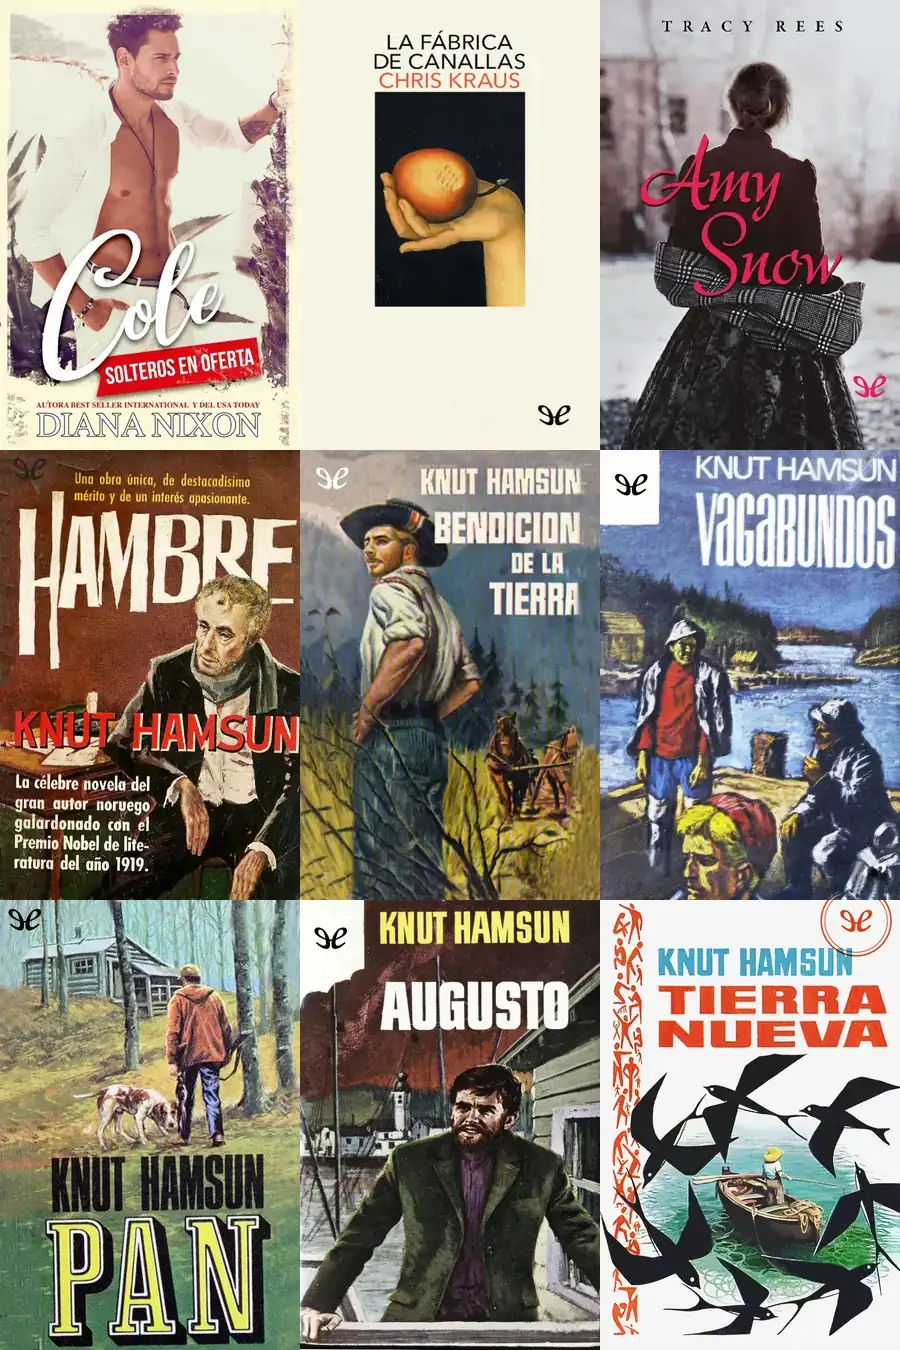 Cole
SOLTEROS EN OFERTA
AUTORA BEST SELLER INTERNATIONAL Y DEL USA TODAY
DIANA NIXON
LA FÁBRICA
DE CANALLAS
CHRIS KRAUS
TRACY REES
Amy
Snow
Una obra única, de destacadísimo
mérito y de un interés apasionante.
HAMBRE
KNUT HAMSUN
La célebre novela del
gran autor noruego
galardonado con el
Premio Nobel de lite-
ratura del año 1919.
KNUT HAMSUN
BENDICION
DE LA
TIERRA
KNUT HAMSUN
VAGABUNDOS
KNUT HAMSUN
PAN
KNUT HAMSUN
AUGUSTO
KNUT HAMSUN
TIERRA
NUEVA